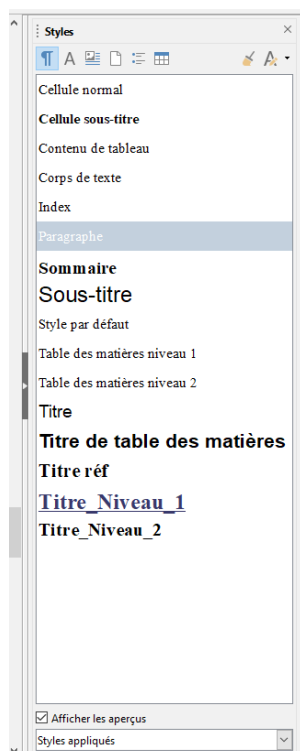 Styles
Cellule normal
Cellule sous-titre
Contenu de tableau
Corps de texte
Index
Paragraphe
Sommaire
Sous-titre
Style par défaut
Table des matières niveau 1
Table des matières niveau 2
Titre
Titre de table des matières
Titre réf
Titre_Niveau_1
Titre_Niveau_2
Afficher les aperçus
Styles appliqués